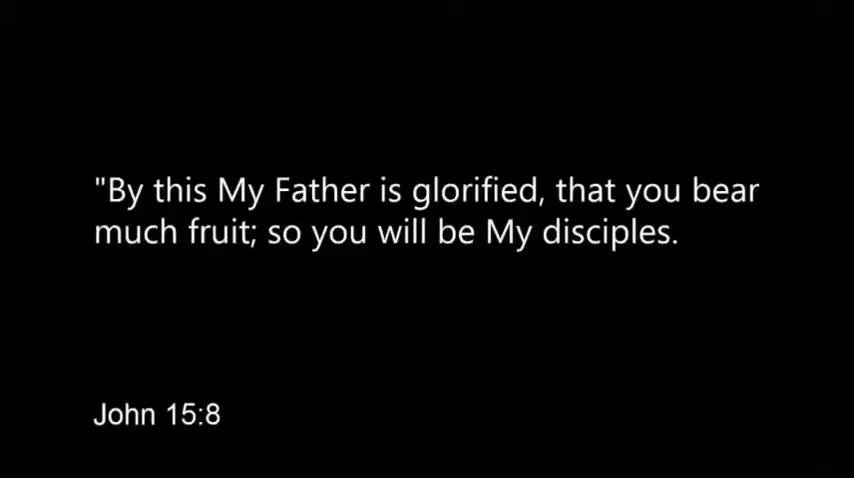 "By this My Father is glorified, that you bear
much fruit; so you will be My disciples.
John 15:8